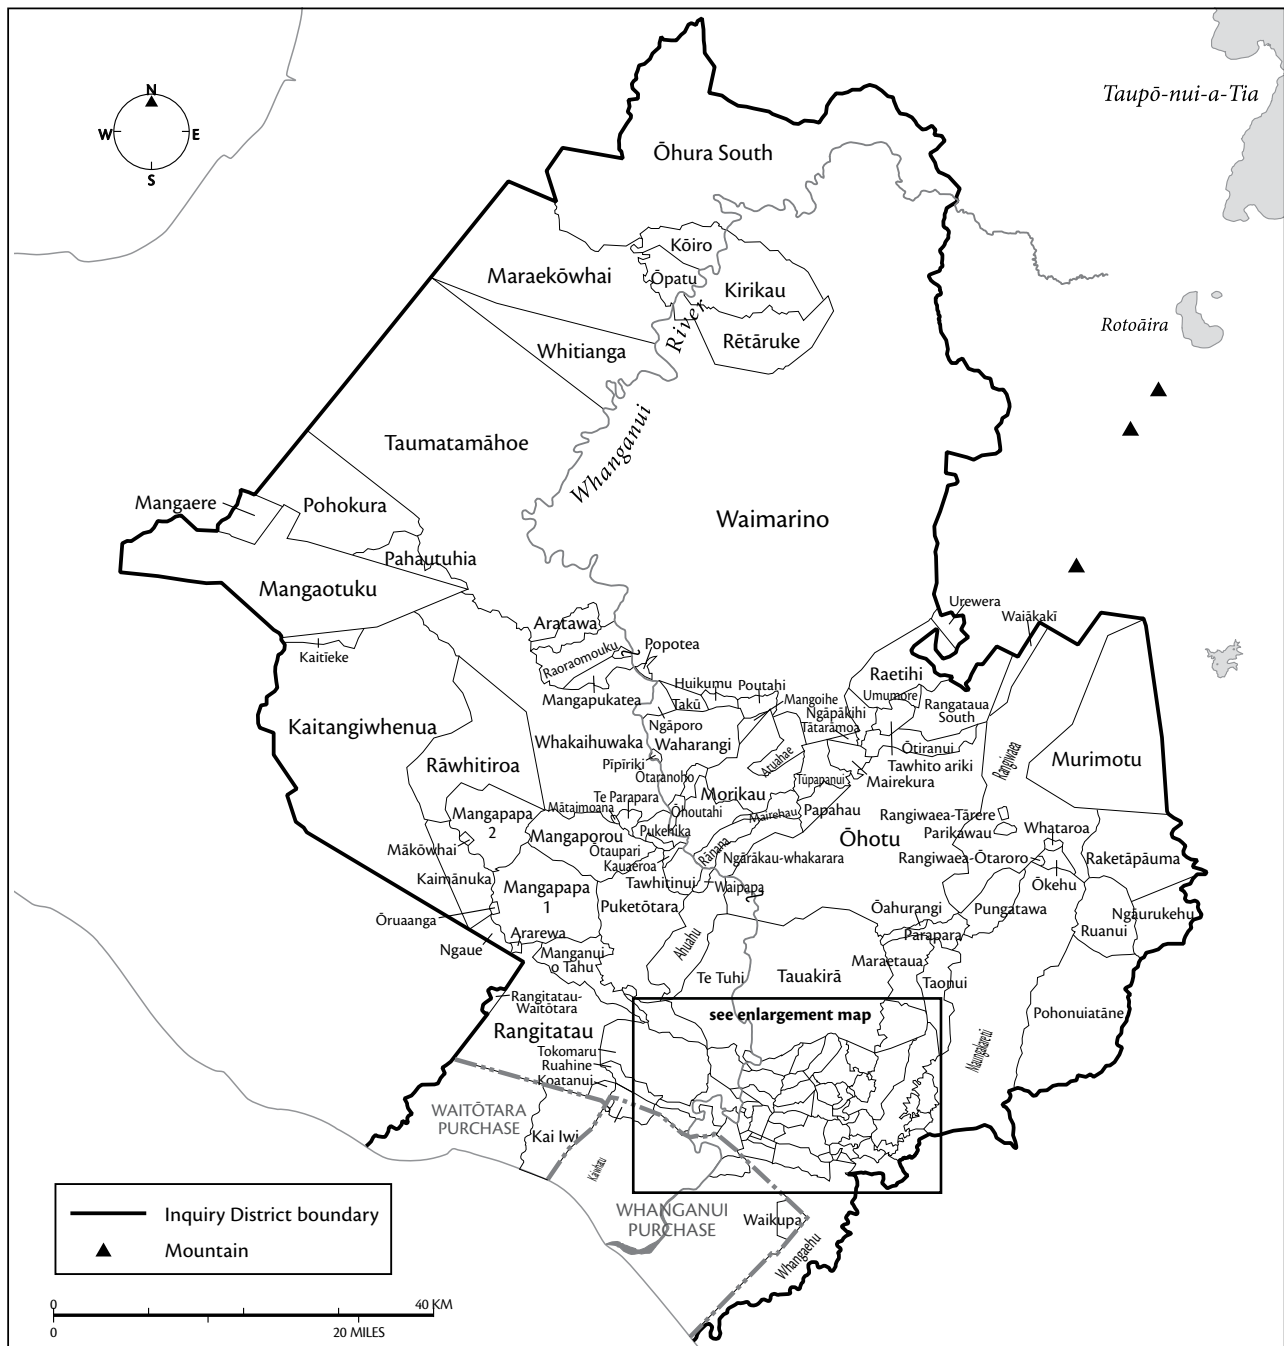 N
W
E
S
Taupō-nui-a-Tia
Ōhura South
Kōiro
Maraekōwhai
Ōpatu
Kirikau
River
Rotoāira
Rētāruke
Whitianga
Whanganui
Taumatamāhoe
Mangaere
Pohokura
Waimarino
Pahautuhia
Mangaotuku
Urewera
Waiākakī
Aratawa
Kaitīeke
Raoraomouku
Popotea
Raetihi
Huikumu
Poutahi
Mangapukatea
Takū
Mangoihe
Umumore
Rangataua
South
Ngāpākihi
Tātarāmoa
Ngāporo
Kaitangiwhenua
Whakaihuwaka
Waharangi
Ōtiranui
Rangiwaea
Murimotu
Pīpīriki
Aruahae
Tawhito ariki
Rāwhitiroa
Ōtaranoho
Tūpapanui
Mairekura
Te Parapara
Morikau
Mātaimoana
Ōhoutahi
Mairehau
Papahau
Rangiwaea-Tārere
Mangapapa
2
Mangaporou
Pukehika
Parikawau
Whataroa
Ōhotu
Mākōwhai
Ōtaupari
Rānana
Ngārākau-whakarara
Rangiwaea-Ōtaroro
Raketāpāuma
Kauaeroa
Kaimānuka
Mangapapa
1
Tawhitinui
Waipapa
Ōkehu
Puketōtara
Ōruaanga
Ōahurangi
Pungatawa
Ngāurukehu
Ararewa
Ruanui
Ngaue
Ahuahu
Parapara
Manganui
o Tahu
Maraetaua
Te Tuhi
Tauakirā
Taonui
Rangitatau-
Waitōtara
see enlargement map
Pohonuiatāne
Rangitatau
Maungakaretū
Tokomaru
Ruahine
Koatanui
WAITŌTARA
PURCHASE
Kai Iwi
Kaiwhau
WHANGANUI
PURCHASE
Waikupa
Whangaehu
Inquiry District boundary
Mountain
0
40 KM
0
20 MILES